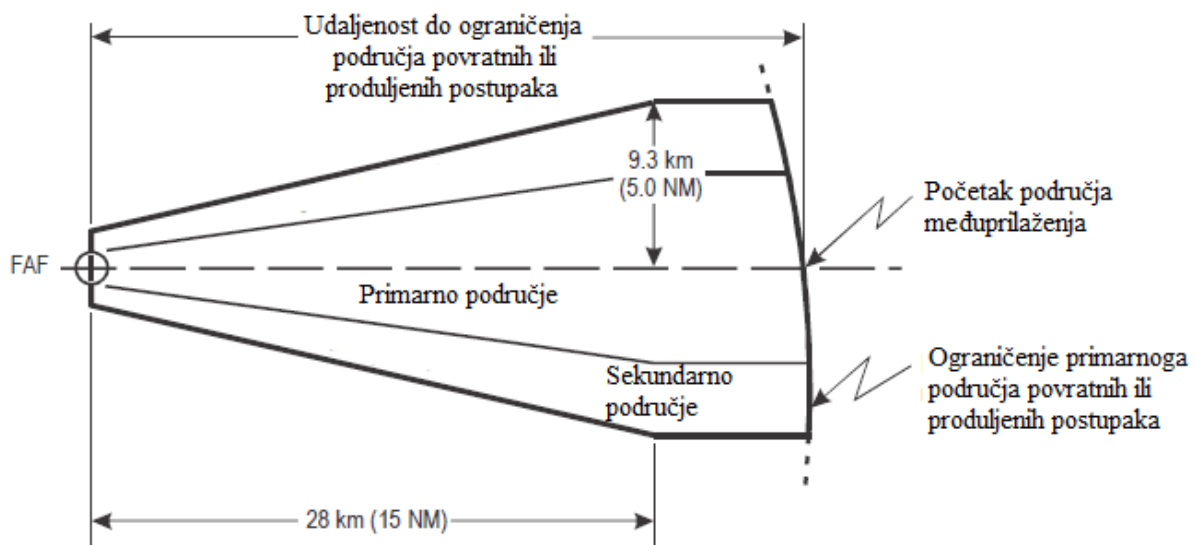 Udaljenost do ograničenja
područja povratnih ili
produljenih postupaka
9.3 km
(5.0 NM)
Početak područja
međuprilaženja
FAF
Primarno područje
Sekundarno
područje
Ograničenje primarnoga
područja povratnih ili
produljenih postupaka
28 km (15 NM)